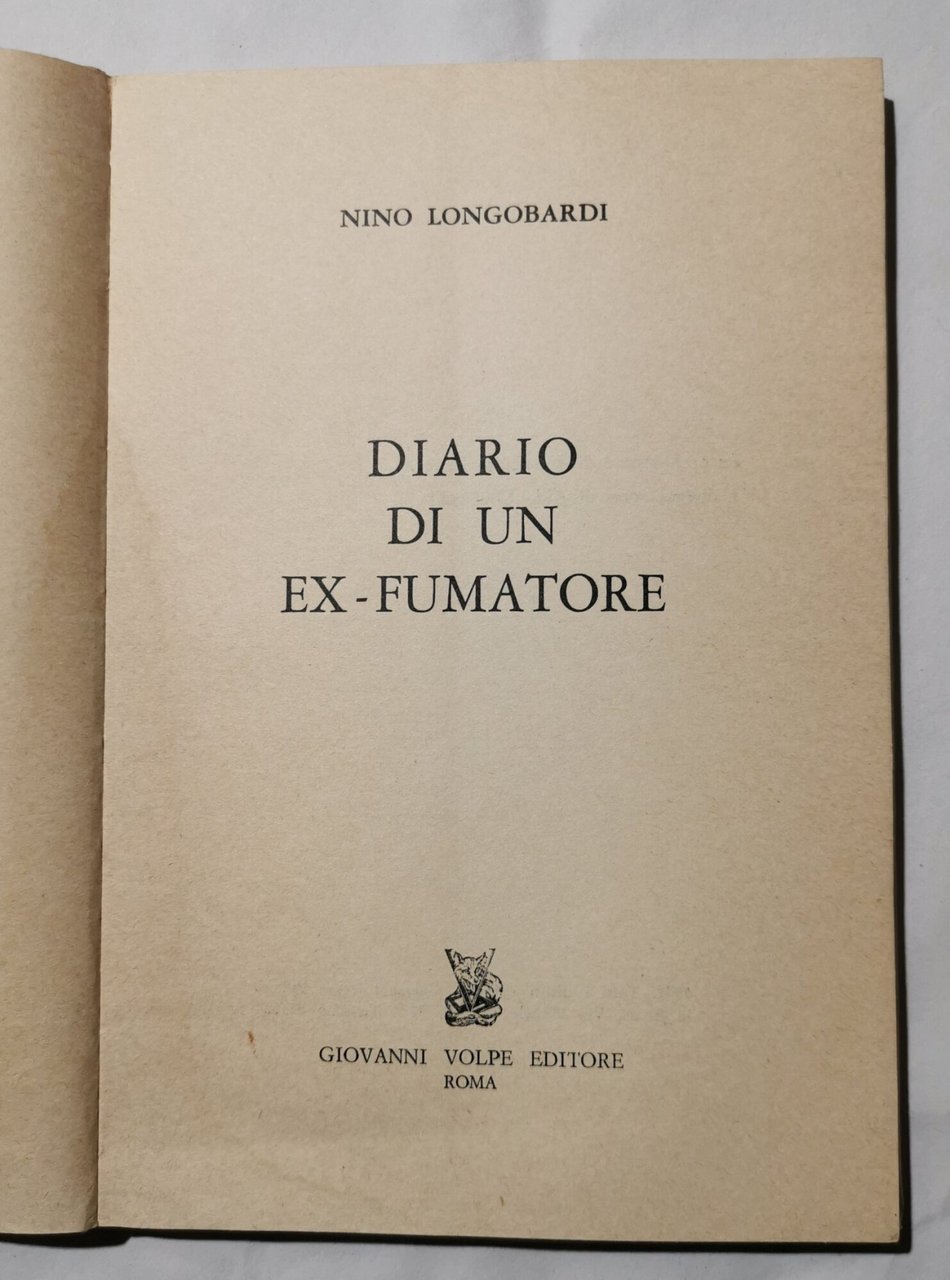 NINO LONGOBARDI
DIARIO
DI UN
EX-FUMATORE
GIOVANNI VOLPE EDITORE
ROMA